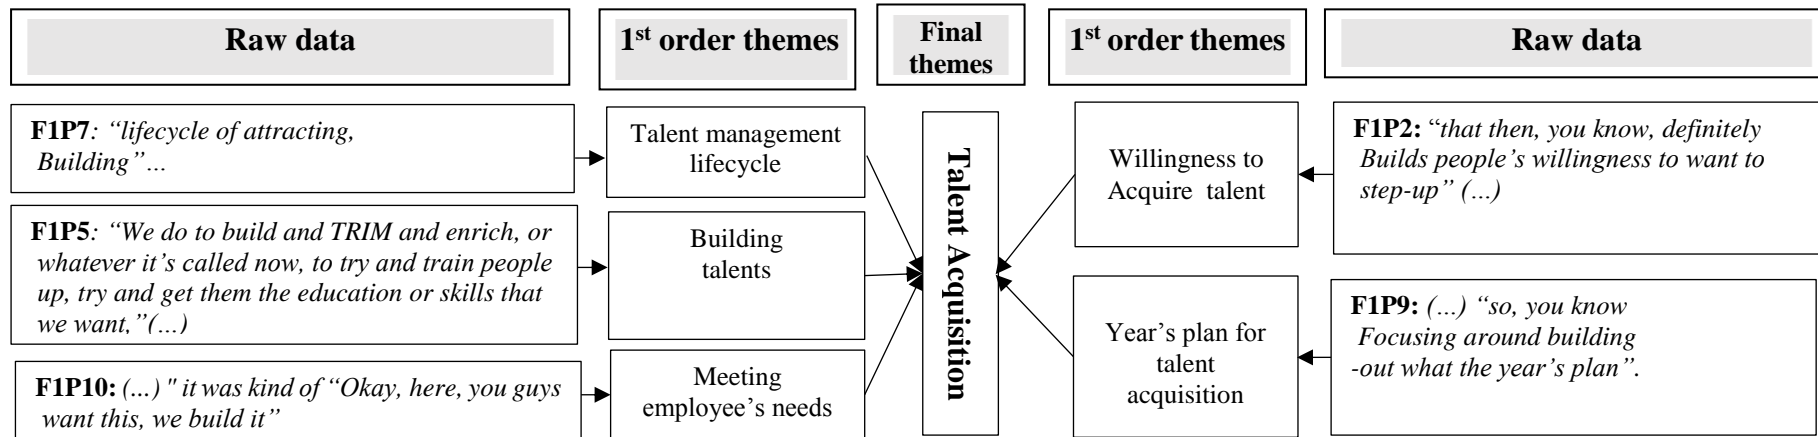 Raw data
1st order themes
Final
themes
1st order themes
Raw data
F1P7: “lifecycle of attracting,
Building”...
Talent management
lifecycle
F1P5: “We do to build and TRIM and enrich, or
whatever it’s called now, to try and train people
up, try and get them the education or skills that
we want,”(...)
Building
talents
F1P10: (...) " it was kind of “Okay, here, you guys
want this, we build it”
Meeting
employee’s needs
Talent Acquisition
Willingness to
Acquire talent
F1P2: “that then, you know, definitely
Builds people’s willingness to want to
step-up” (...)
Year’s plan for
talent
acquisition
F1P9: (...) “so, you know
Focusing around building
-out what the year’s plan”.